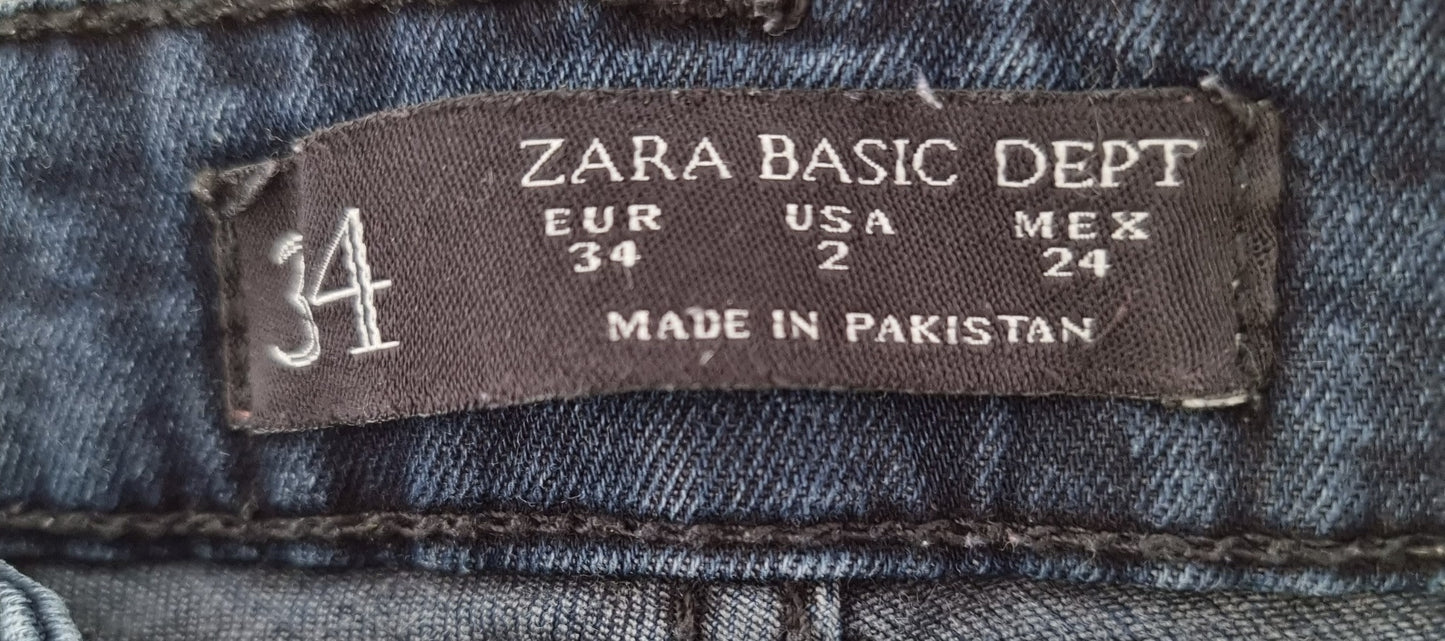 34
ZARA BASIC DEPT
EUR USA MEX
34 2 24
MADE IN PAKISTAN